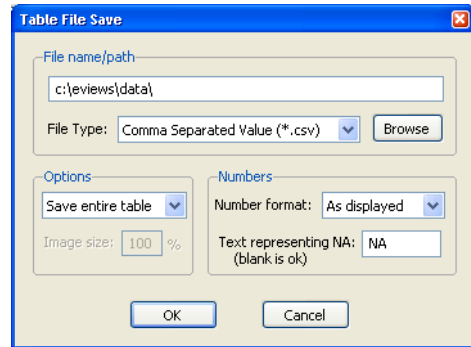 Table File Save
File name/path
c:\eviews\data\
File Type: Comma Separated Value (*.csv) Browse
Options
Numbers
Save entire table
Number format: As displayed
Image size: 100 %
Text representing NA: NA
(blank is ok)
OK Cancel